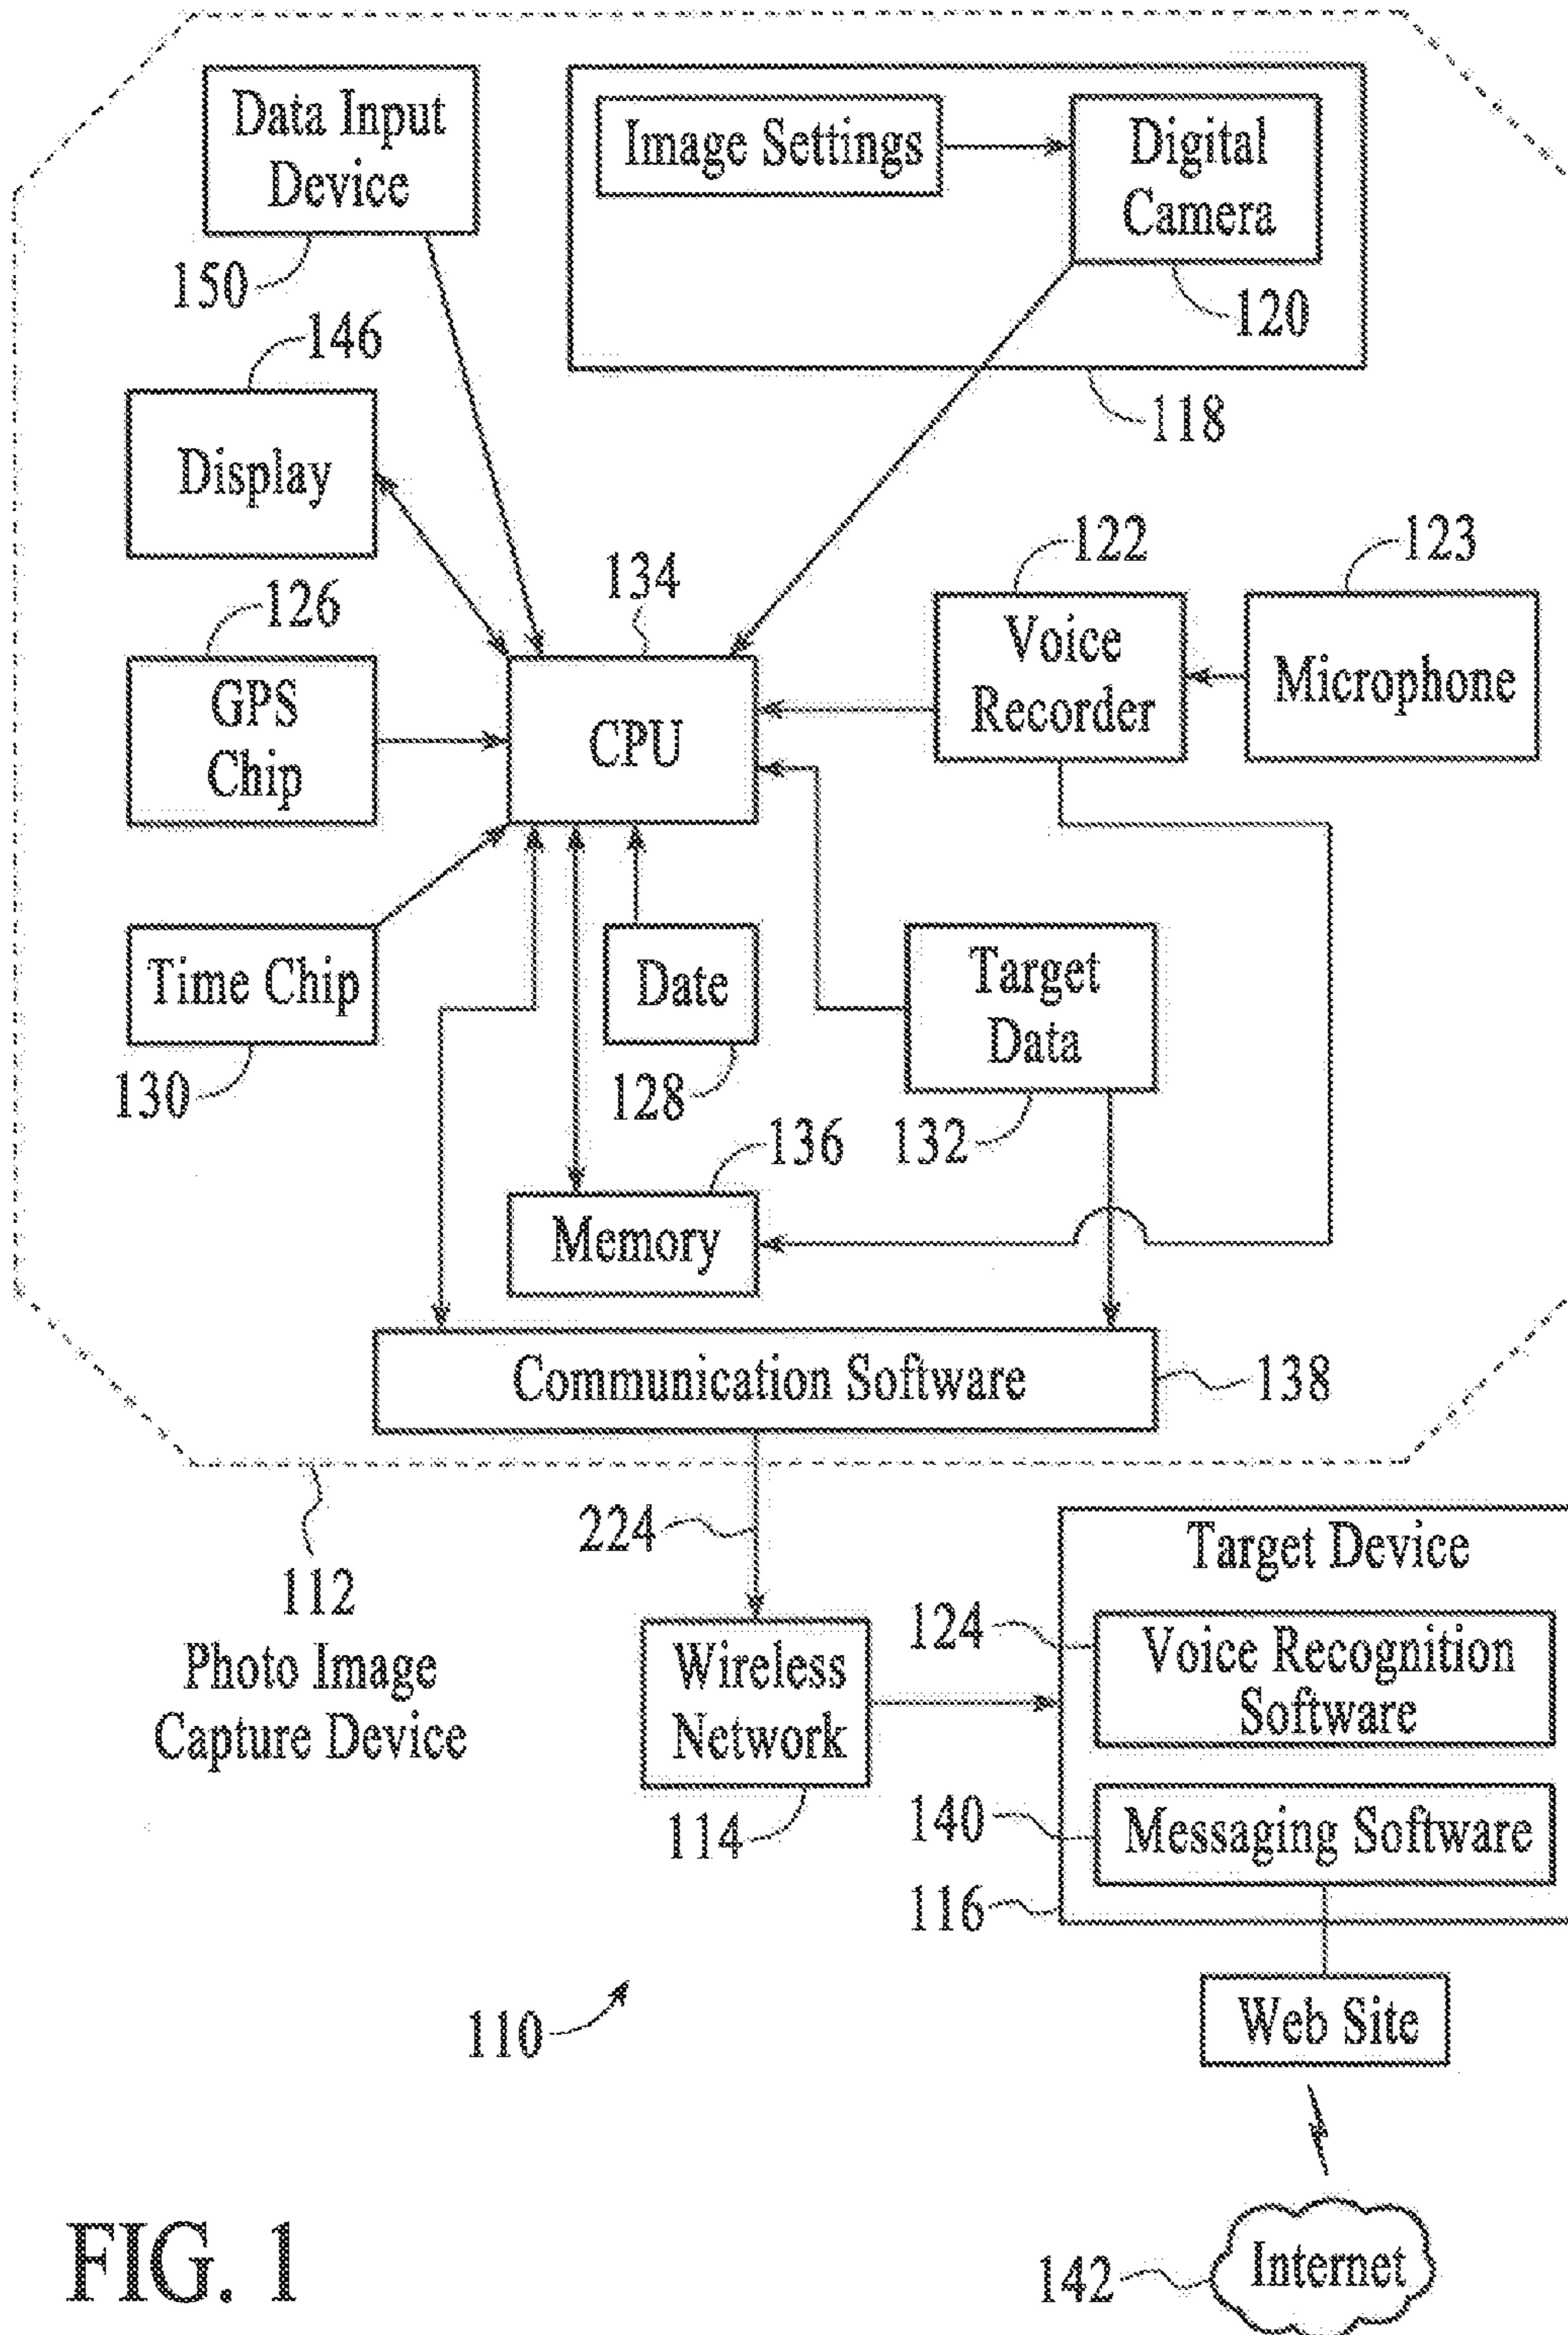 Data Input
Device
150
Image Settings
Digital
Camera
120
118
146
Display
126
GPS
Chip
134
CPU
122
Voice
Recorder
123
Microphone
Time Chip
130
Date
128
Target
Data
132
136
Memory
Communication Software
138
224
112
Photo Image
Capture Device
Wireless
Network
114
Target Device
124
Voice Recognition
Software
140
Messaging Software
116
110
Web Site
142
Internet
FIG. 1